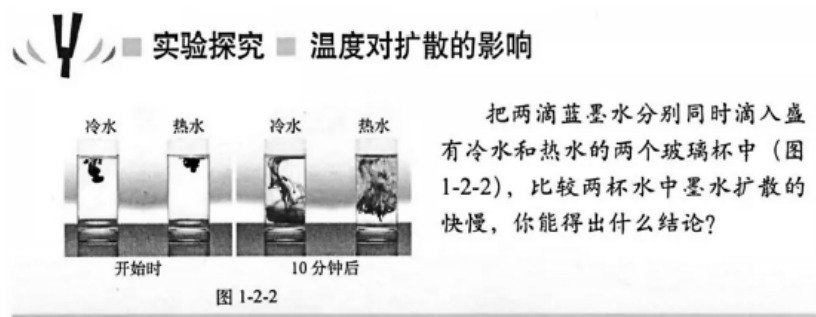 实验探究 温度对扩散的影响
冷水 热水 冷水 热水
开始时 10分钟后
图 1-2-2
把两滴蓝墨水分别同时滴入盛
有冷水和热水的两个玻璃杯中（图
1-2-2），比较两杯水中墨水扩散的
快慢，你能得出什么结论？